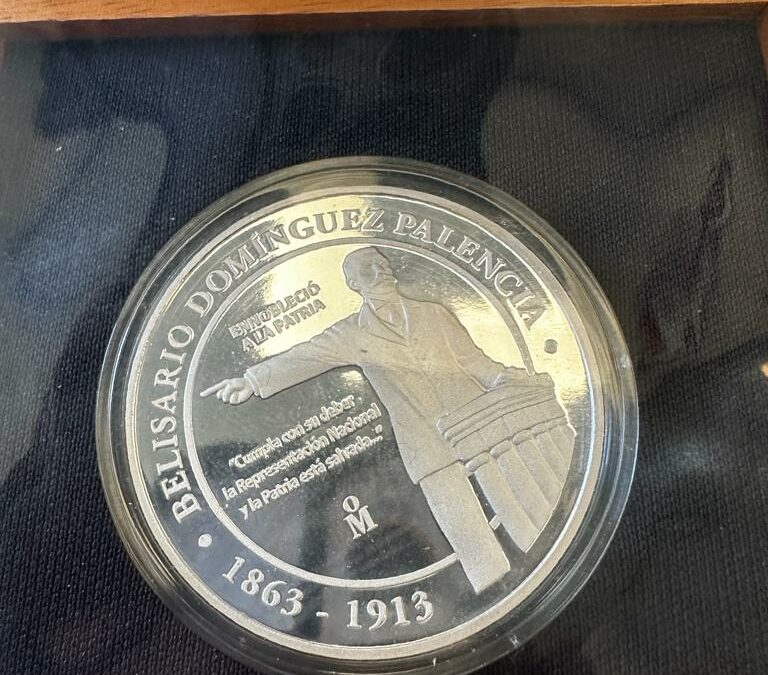 BELISARIO DOMÍNGUEZ PALENCIA
ENNOBLECIÓ
A LA PATRIA
"Cumpla con su deber
la Representación Nacional
y la Patria está salvada..."
oM
1863 - 1913